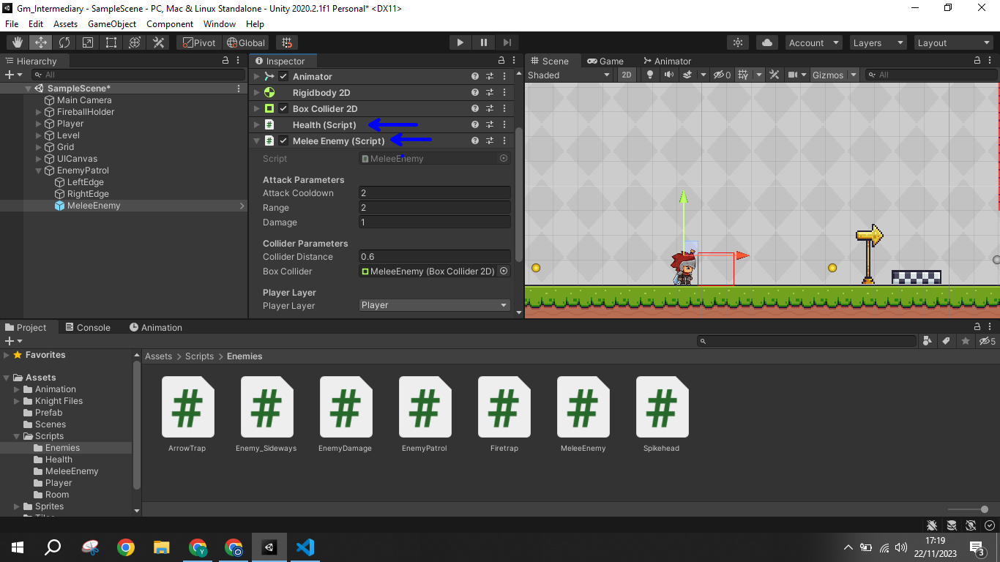 Gm_Intermediary - SampleScene - PC, Mac & Linux Standalone - Unity 2020.2.1f1 Personal* <DX11>
File Edit Assets GameObject Component Window Help
Pivot Global Account Layers Layout
Hierarchy
All
SampleScene*
Main Camera
FireballHolder
Player
Level
Grid
UICanvas
EnemyPatrol
LeftEdge
RightEdge
MeleeEnemy
Inspector
Animator
Rigidbody 2D
Box Collider 2D
Health (Script)
# Melee Enemy (Script)
Script MeleeEnemy
Attack Parameters
Attack Cooldown 2
Range 2
Damage 1
Collider Parameters
Collider Distance 0.6
Box Collider MeleeEnemy (Box Collider 2D)
Player Layer
Player Layer Player
Scene Game Animator
Shaded 2D 0 Gizmos All
Project Console Animation
5
Favorites
Assets
Animation
Knight Files
Prefab
Scenes
Scripts
Enemies
Health
MeleeEnemy
Player
Room
Sprites
Assets > Scripts > Enemies
# # # # # # #
ArrowTrap Enemy_Sideways EnemyDamage EnemyPatrol Firetrap MeleeEnemy Spikehead
17:19
22/11/2023
3